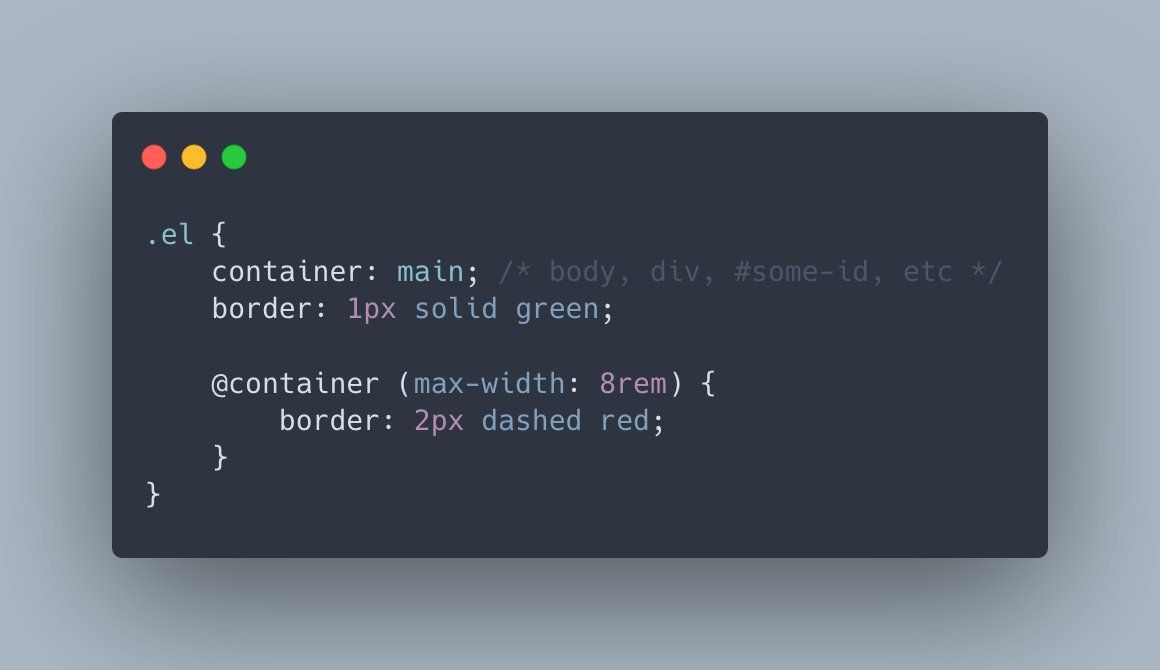 .el {
    container: main; /* body, div, #some-id, etc */
    border: 1px solid green;

    @container (max-width: 8rem) {
        border: 2px dashed red;
    }
}